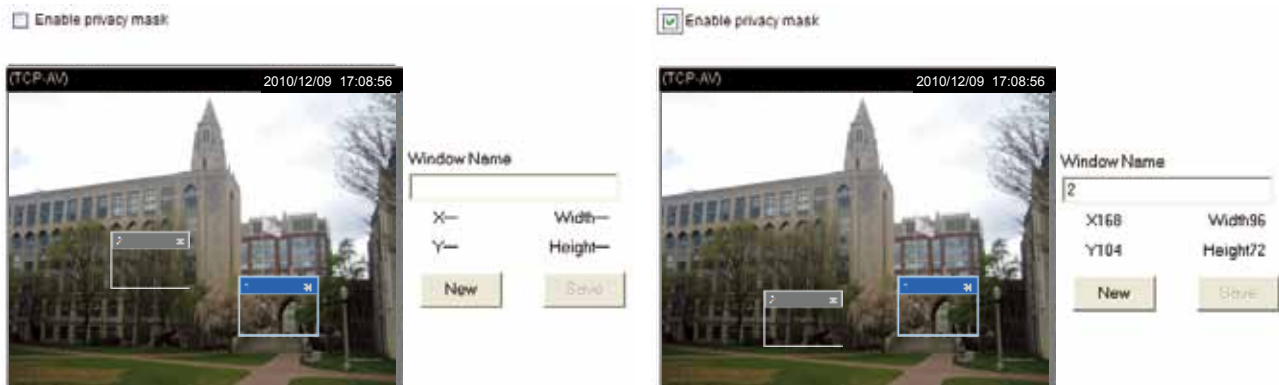 Enable privacy mask
(TCP-AV) 2010/12/09 17:08:56
Window Name
X— Width—
Y— Height—
New Save
Enable privacy mask
(TCP-AV) 2010/12/09 17:08:56
Window Name
2
X168 Width96
Y104 Height72
New Save